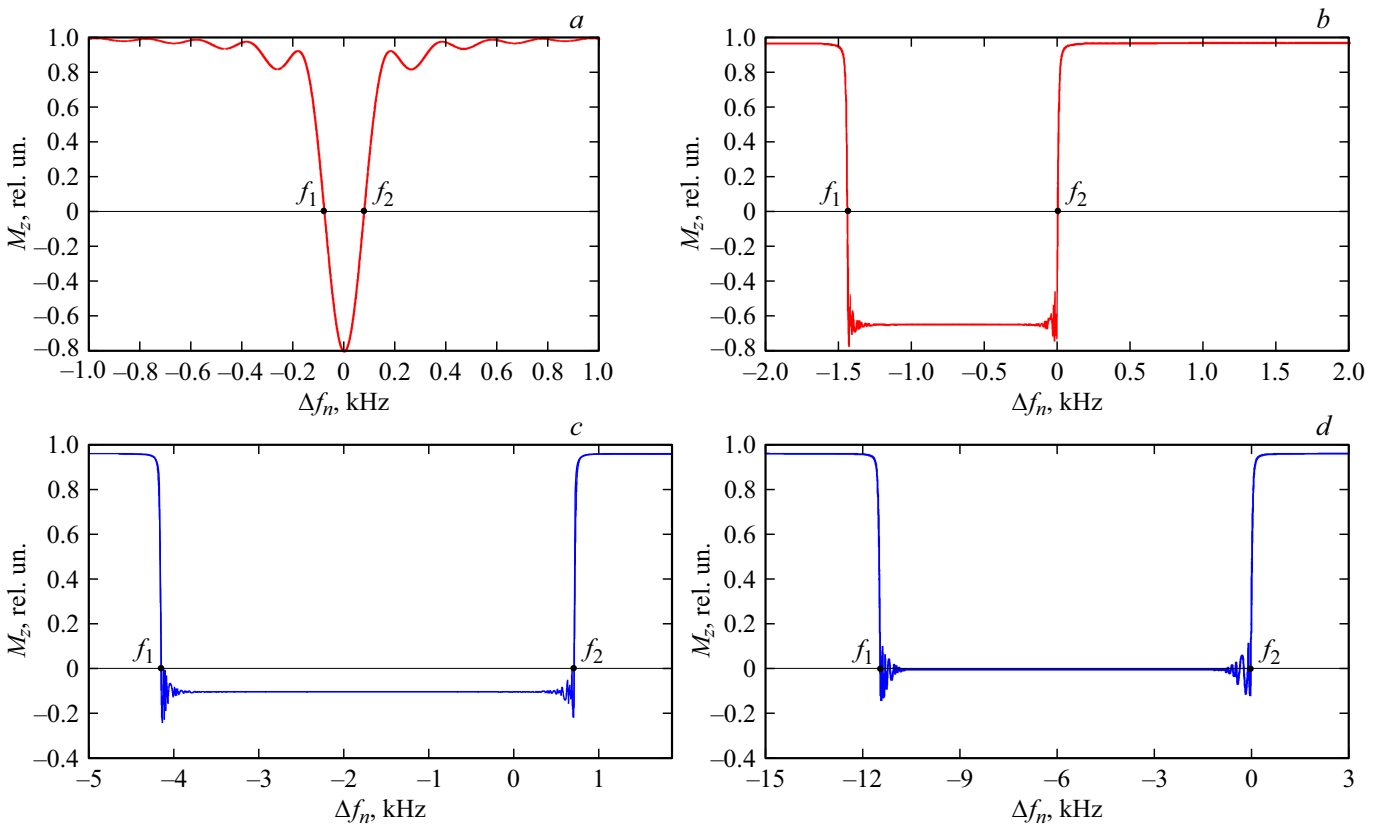 a
1.0
0.8
0.6
0.4
0.2
0
–0.2
–0.4
–0.6
–0.8
M_z, rel. un.
f_1
f_2
–1.0 –0.8 –0.6 –0.4 –0.2 0 0.2 0.4 0.6 0.8 1.0
Δf_n, kHz
b
1.0
0.8
0.6
0.4
0.2
0
–0.2
–0.4
–0.6
–0.8
M_z, rel. un.
f_1
f_2
–2.0 –1.5 –1.0 –0.5 0 0.5 1.0 1.5 2.0
Δf_n, kHz
c
1.0
0.8
0.6
0.4
0.2
0
–0.2
–0.4
M_z, rel. un.
f_1
f_2
–5 –4 –3 –2 –1 0 1
Δf_n, kHz
d
1.0
0.8
0.6
0.4
0.2
0
–0.2
–0.4
M_z, rel. un.
f_1
f_2
–15 –12 –9 –6 –3 0 3
Δf_n, kHz